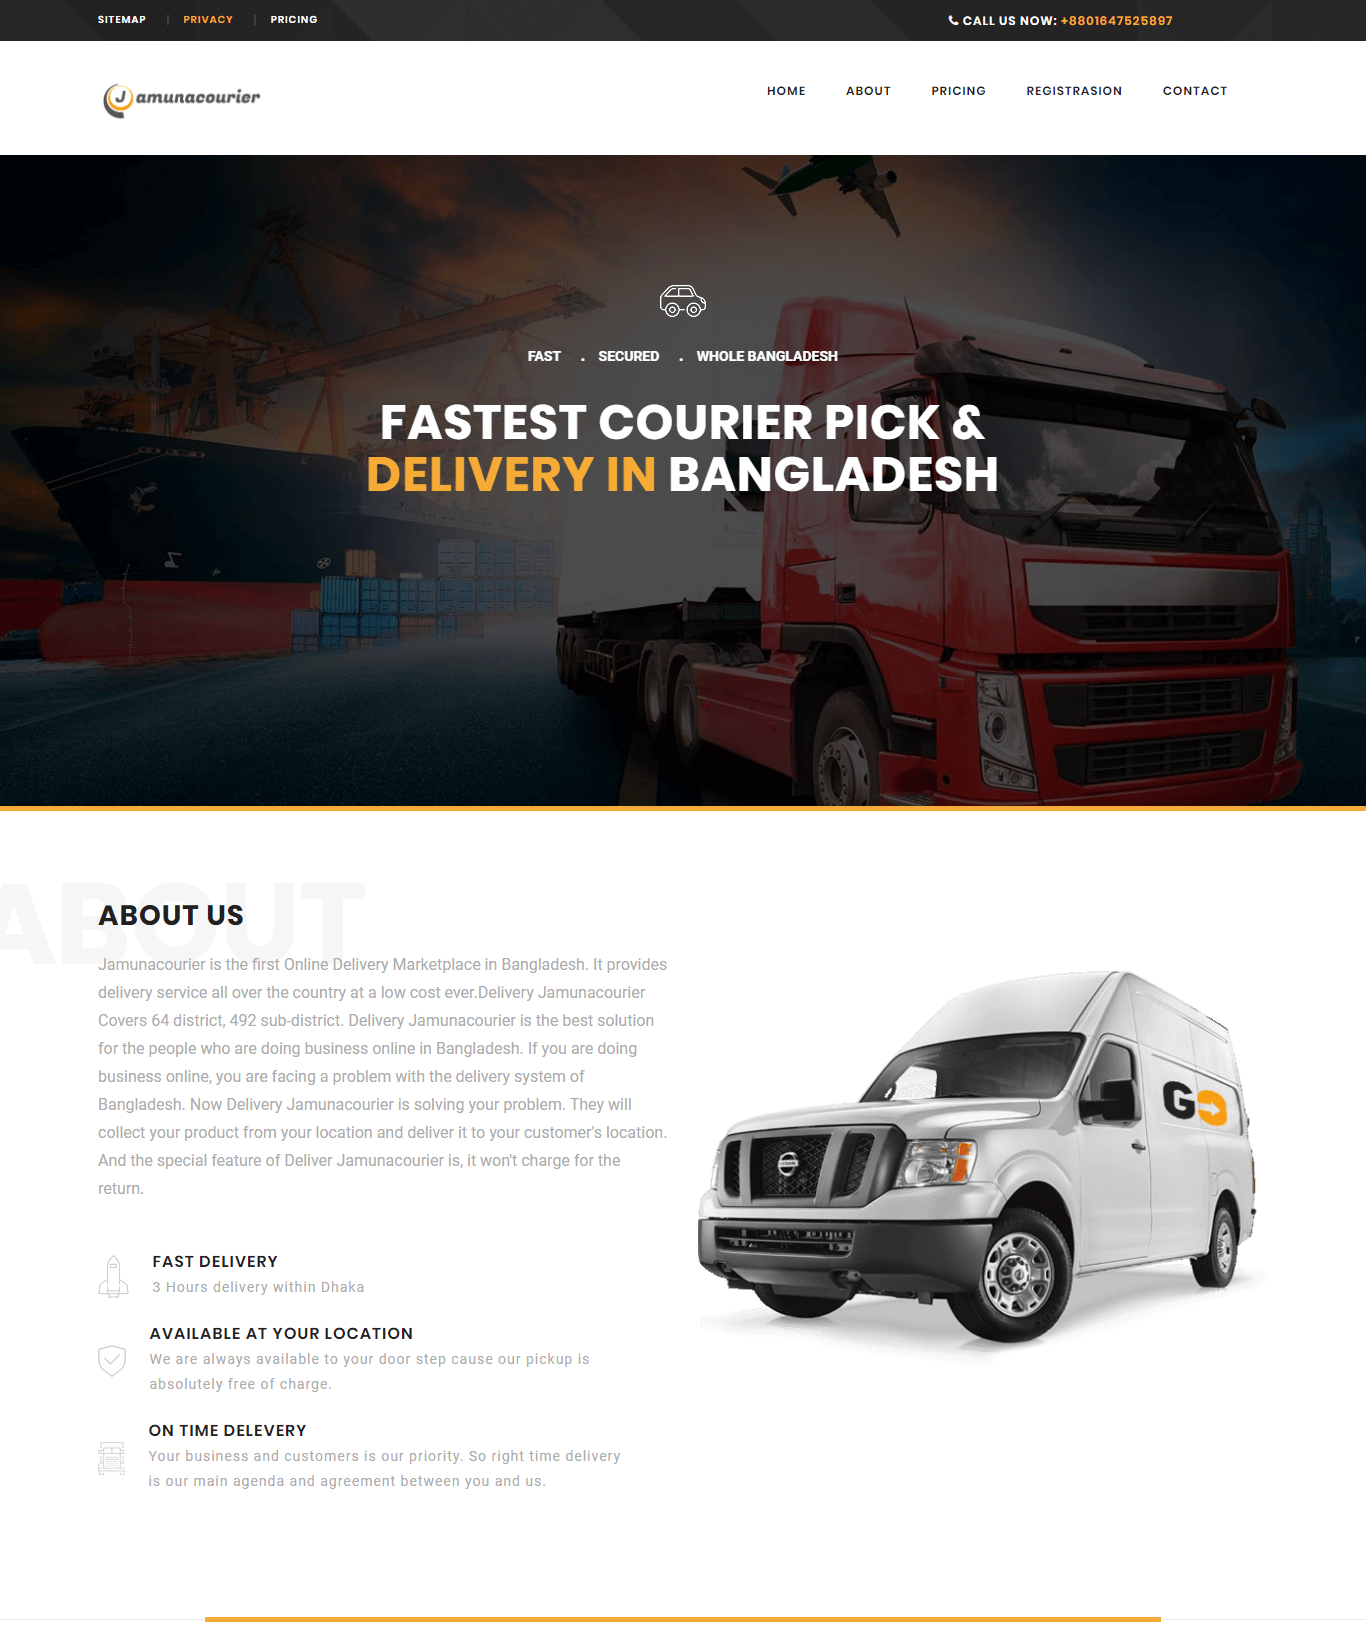 SITEMAP | PRIVACY | PRICING
CALL US NOW: +8801647525897
Jamunacourier
HOME ABOUT PRICING REGISTRASION CONTACT
FAST . SECURED . WHOLE BANGLADESH
FASTEST COURIER PICK &
DELIVERY IN BANGLADESH
ABOUT
ABOUT US
Jamunacourier is the first Online Delivery Marketplace in Bangladesh. It provides
delivery service all over the country at a low cost ever.Delivery Jamunacourier
Covers 64 district, 492 sub-district. Delivery Jamunacourier is the best solution
for the people who are doing business online in Bangladesh. If you are doing
business online, you are facing a problem with the delivery system of
Bangladesh. Now Delivery Jamunacourier is solving your problem. They will
collect your product from your location and deliver it to your customer's location.
And the special feature of Deliver Jamunacourier is, it won't charge for the
return.
GO
NISSAN
FAST DELIVERY
3 Hours delivery within Dhaka
AVAILABLE AT YOUR LOCATION
We are always available to your door step cause our pickup is
absolutely free of charge.
ON TIME DELEVERY
Your business and customers is our priority. So right time delivery
is our main agenda and agreement between you and us.